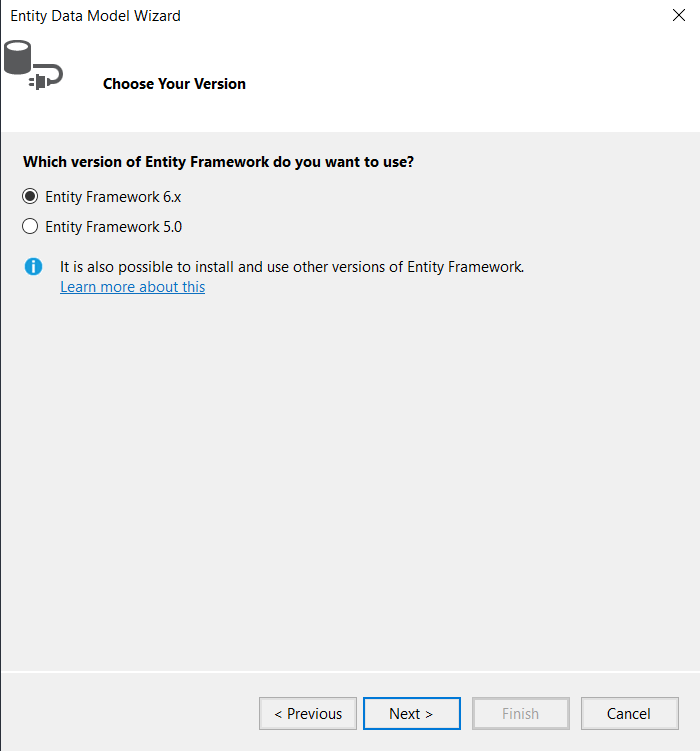 Entity Data Model Wizard
Choose Your Version
Which version of Entity Framework do you want to use?
Entity Framework 6.x
Entity Framework 5.0
It is also possible to install and use other versions of Entity Framework.
Learn more about this
< Previous
Next >
Finish
Cancel